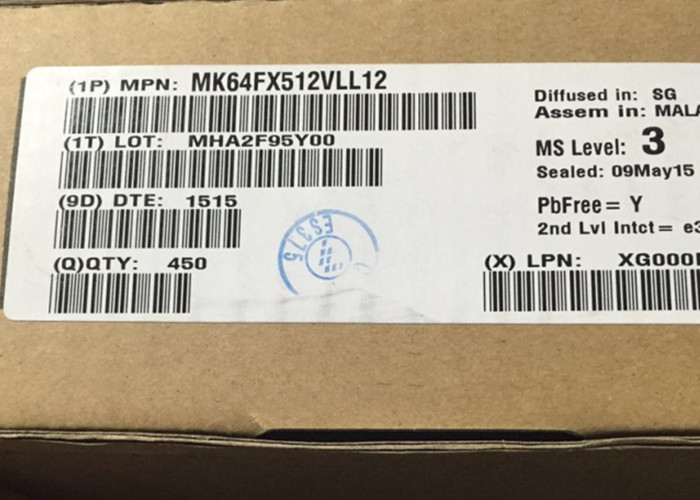 (1P) MPN: MK64FX512VLL12
(1T) LOT: MHA2F95Y00
(9D) DTE: 1515
(Q)QTY: 450
Diffused in: SG
Assem in: MALA
MS Level: 3
Sealed: 09May15
PbFree= Y
2nd Lvl Intct= e3
(X) LPN: XG000
ES375